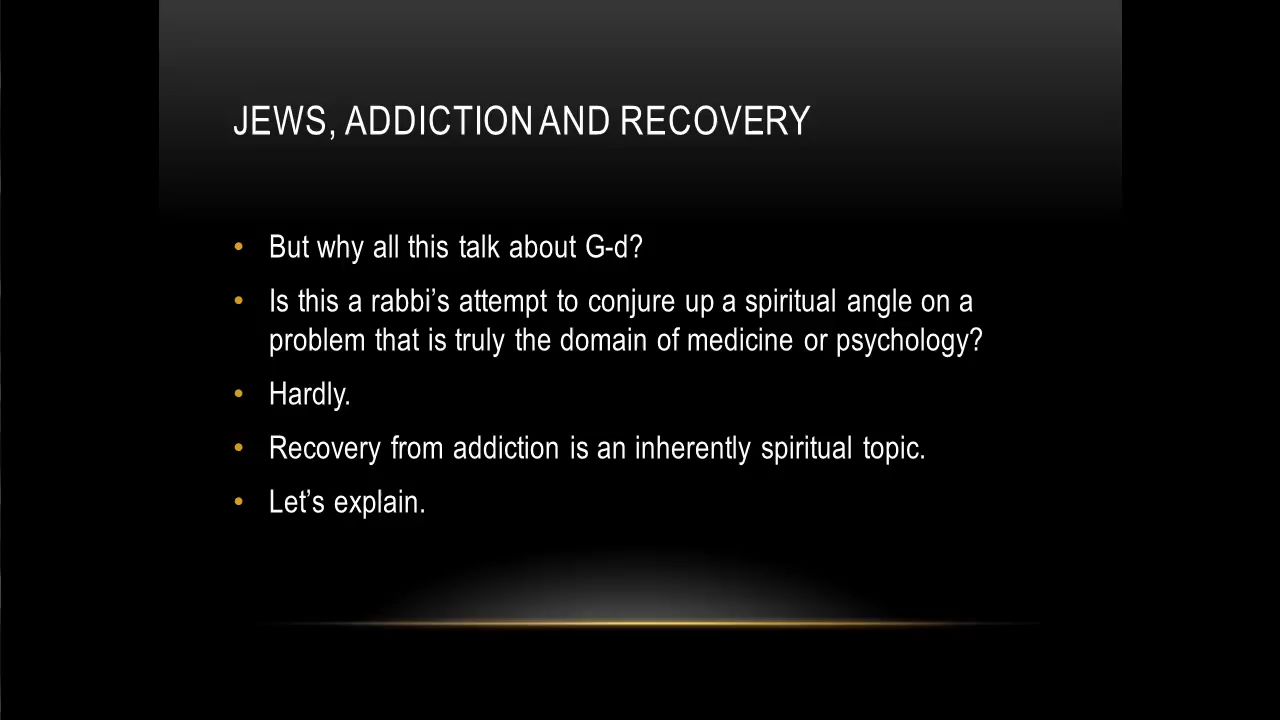 JEWS, ADDICTION AND RECOVERY
• But why all this talk about G-d?
• Is this a rabbi’s attempt to conjure up a spiritual angle on a
problem that is truly the domain of medicine or psychology?
• Hardly.
• Recovery from addiction is an inherently spiritual topic.
• Let’s explain.